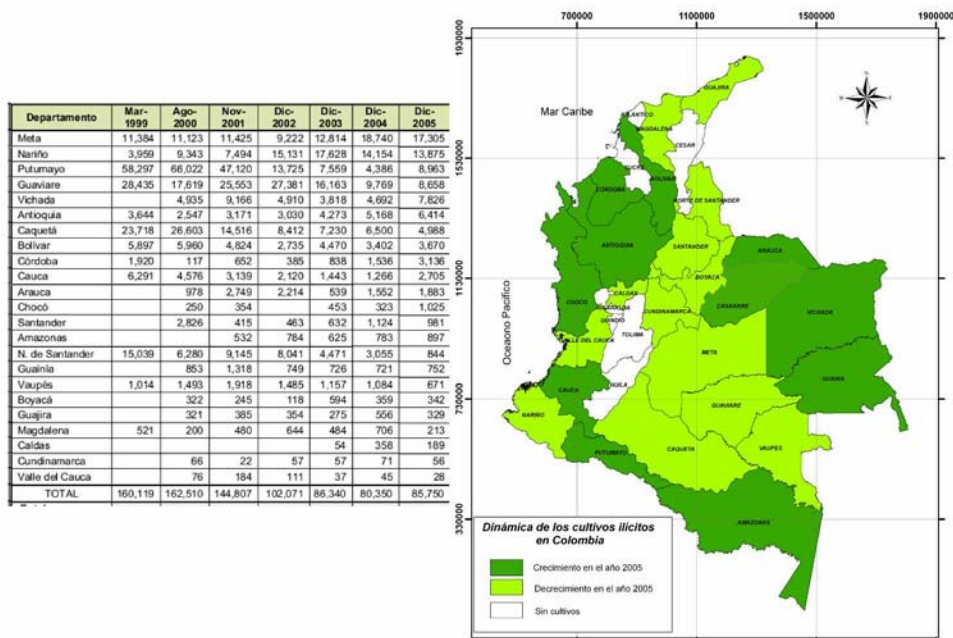 Departamento Mar-1999 Ago-2000 Nov-2001 Dic-2002 Dic-2003 Dic-2004 Dic-2005
Meta 11,384 11,123 11,425 9,222 12,814 18,740 17,305
Nariño 3,959 9,343 7,494 15,131 17,628 14,154 13,875
Putumayo 58,297 66,022 47,120 13,725 7,559 4,386 8,963
Guaviare 28,435 17,619 25,553 27,381 16,163 9,769 8,658
Vichada 4,935 9,166 4,910 3,818 4,692 7,826
Antioquia 3,644 2,547 3,171 3,030 4,273 5,168 6,414
Caquetá 23,718 26,603 14,516 8,412 7,230 6,500 4,988
Bolívar 5,897 5,960 4,824 2,735 4,470 3,402 3,670
Córdoba 1,920 117 652 385 838 1,536 3,136
Cauca 6,291 4,576 3,139 2,120 1,443 1,266 2,705
Arauca 978 2,749 2,214 539 1,552 1,883
Chocó 250 354 453 323 1,025
Santander 2,826 415 463 632 1,124 981
Amazonas 532 784 625 783 897
N. de Santander 15,039 6,280 9,145 8,041 4,471 3,055 844
Guainía 853 1,318 749 726 721 752
Vaupés 1,014 1,493 1,918 1,485 1,157 1,084 671
Boyacá 322 245 118 594 359 342
Guajira 321 385 354 275 556 329
Magdalena 521 200 480 644 484 706 213
Caldas 54 358 189
Cundinamarca 66 22 57 57 71 56
Valle del Cauca 76 184 111 37 45 28
TOTAL 160,119 162,510 144,807 102,071 86,340 80,350 85,750
700000 1100000 1500000 1900000
1930000
1530000
1130000
730000
330000
Mar Caribe
Oceaono Pacifico
GUAJIRA
MAGDALENA
CESAR
SUCRE
BOLIVAR
CORDOBA
NORTE DE SANTANDER
ANTIOQUIA
SANTANDER
ARAUCA
BOYACA
CHOCO
CALDAS
CASANARE
VICHADA
CUNDINAMARCA
QUINDIO
TOLIMA
VALLE DEL CAUCA
META
HUILA
CAUCA
GUAVIARE
NARIÑO
CAQUETA
VAUPES
PUTUMAYO
AMAZONAS
Dinámica de los cultivos ilícitos
en Colombia
Crecimiento en el año 2005
Decrecimiento en el año 2005
Sin cultivos